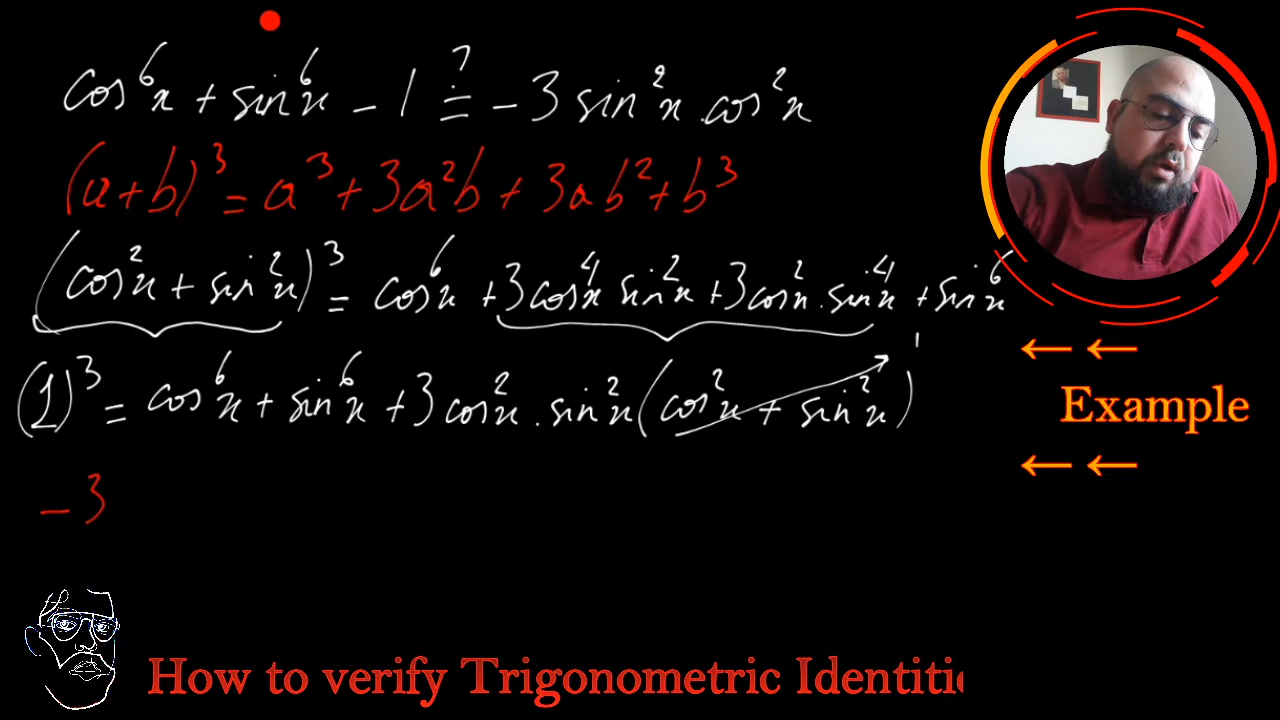 cos⁶x + sin⁶x - 1 ≟ - 3 sin²x . cos²x
(a+b)³ = a³ + 3a²b + 3ab² + b³
(cos²x + sin²x)³ = cos⁶x + 3cos⁴x sin²x + 3cos²x . sin⁴x + sin⁶x
(1)³ = cos⁶x + sin⁶x + 3 cos²x . sin²x (cos²x + sin²x) 1
- 3
← ←
Example
← ←
How to verify Trigonometric Identitie